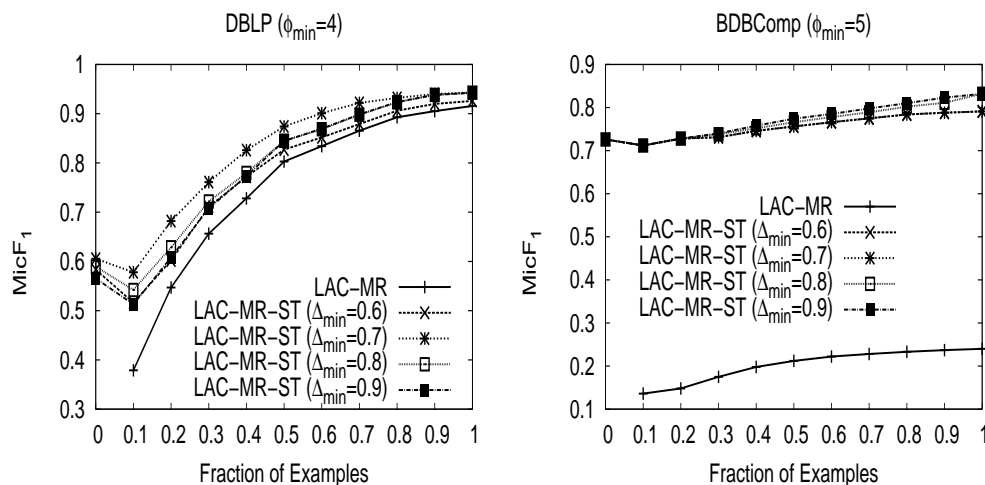 DBLP (ϕmin=4)
MicF1
1
0.9
0.8
0.7
0.6
0.5
0.4
0.3
LAC−MR
LAC−MR−ST (Δmin=0.6)
LAC−MR−ST (Δmin=0.7)
LAC−MR−ST (Δmin=0.8)
LAC−MR−ST (Δmin=0.9)
0 0.1 0.2 0.3 0.4 0.5 0.6 0.7 0.8 0.9 1
Fraction of Examples
BDBComp (ϕmin=5)
MicF1
0.9
0.8
0.7
0.6
0.5
0.4
0.3
0.2
0.1
LAC−MR
LAC−MR−ST (Δmin=0.6)
LAC−MR−ST (Δmin=0.7)
LAC−MR−ST (Δmin=0.8)
LAC−MR−ST (Δmin=0.9)
0 0.1 0.2 0.3 0.4 0.5 0.6 0.7 0.8 0.9 1
Fraction of Examples